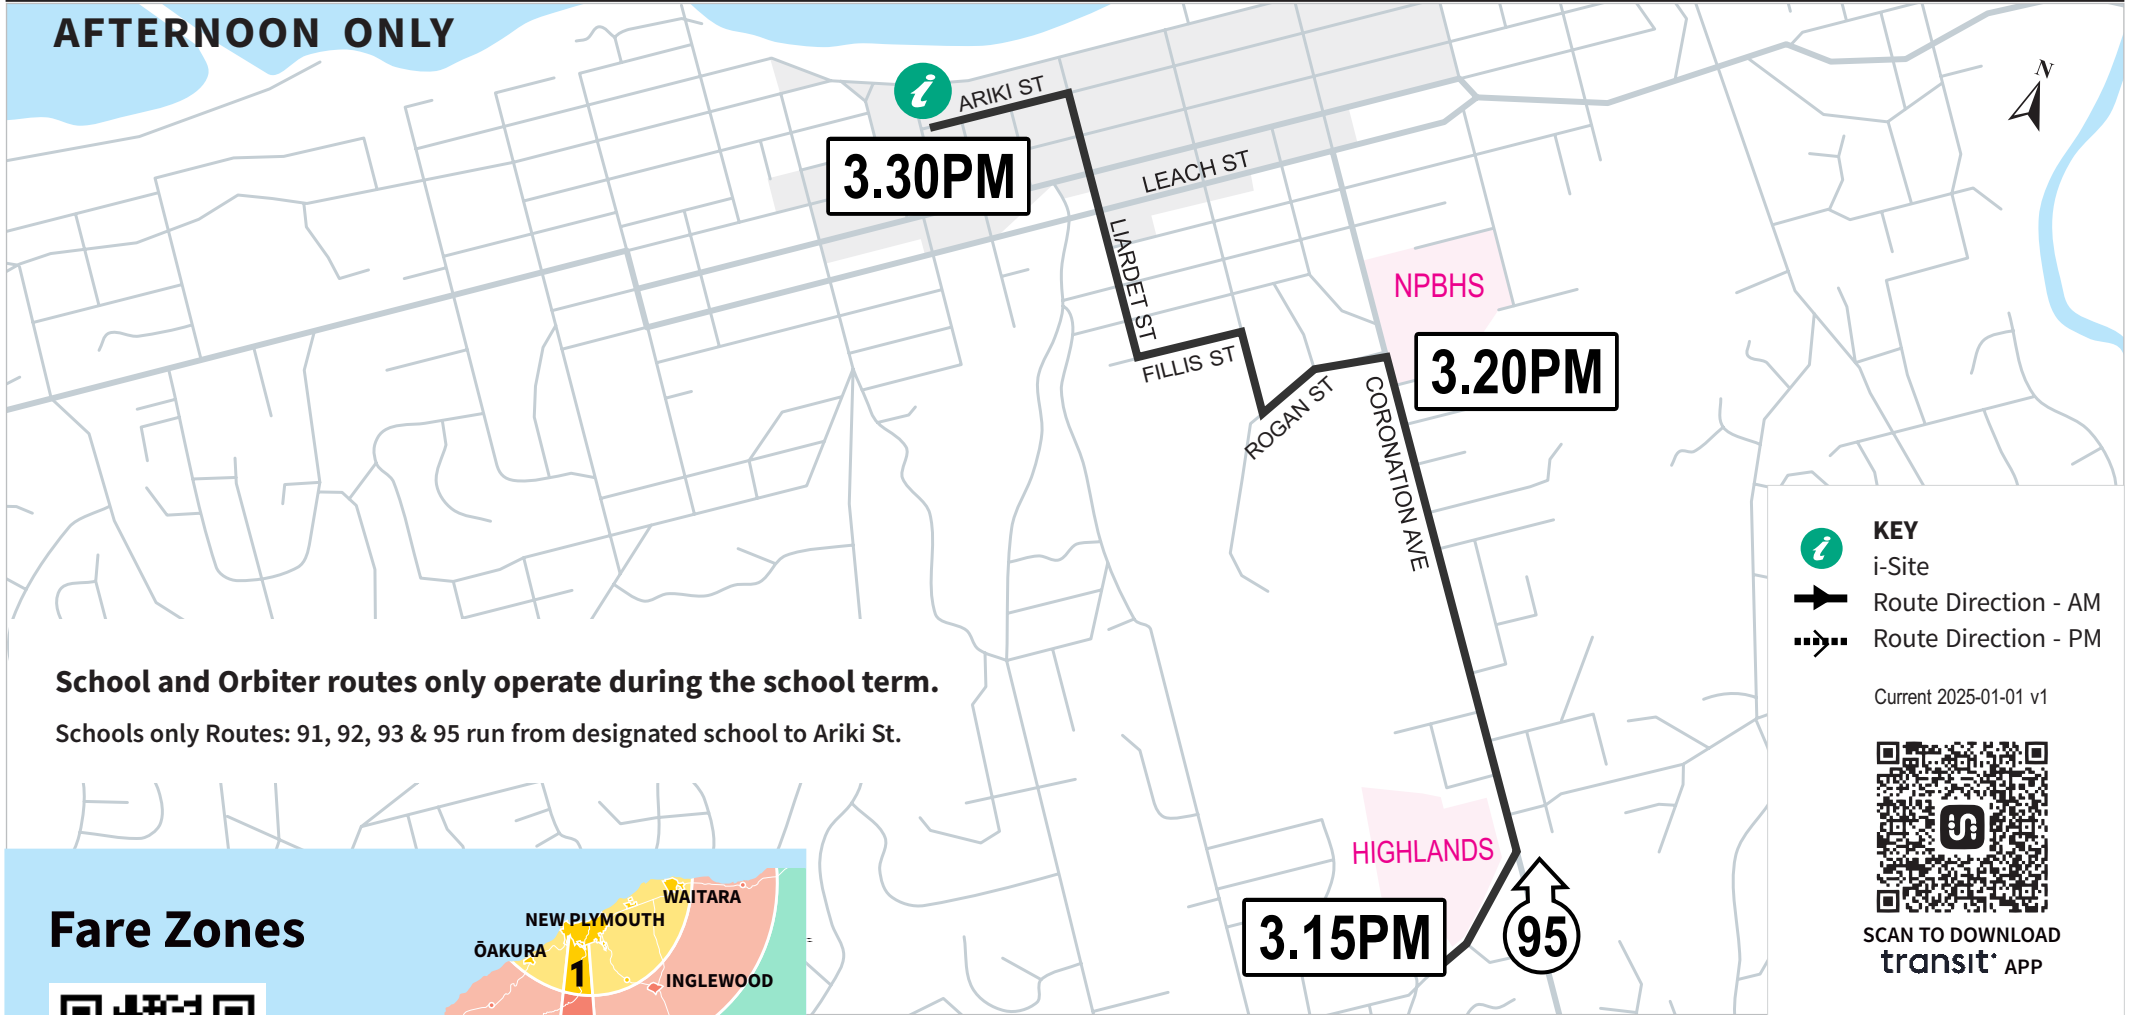 AFTERNOON ONLY
N
ARIKI ST
3.30PM
LEACH ST
LIARDET ST
NPBHS
3.20PM
FILLIS ST
ROGAN ST
CORONATION AVE
KEY
i-Site
Route Direction - AM
Route Direction - PM
Current 2025-01-01 v1
School and Orbiter routes only operate during the school term.
Schools only Routes: 91, 92, 93 & 95 run from designated school to Ariki St.
HIGHLANDS
3.15PM
95
SCAN TO DOWNLOAD
transit APP
Fare Zones
WAITARA
NEW PLYMOUTH
ŌAKURA
1
INGLEWOOD